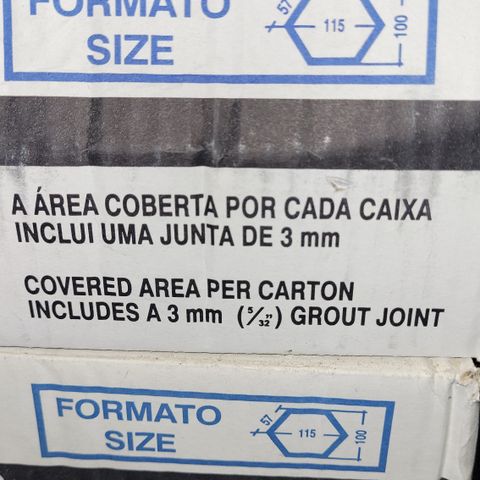 FORMATO
SIZE
57
115
100
A ÁREA COBERTA POR CADA CAIXA
INCLUI UMA JUNTA DE 3 mm
COVERED AREA PER CARTON
INCLUDES A 3 mm (5/32") GROUT JOINT
FORMATO
SIZE
57
115
100